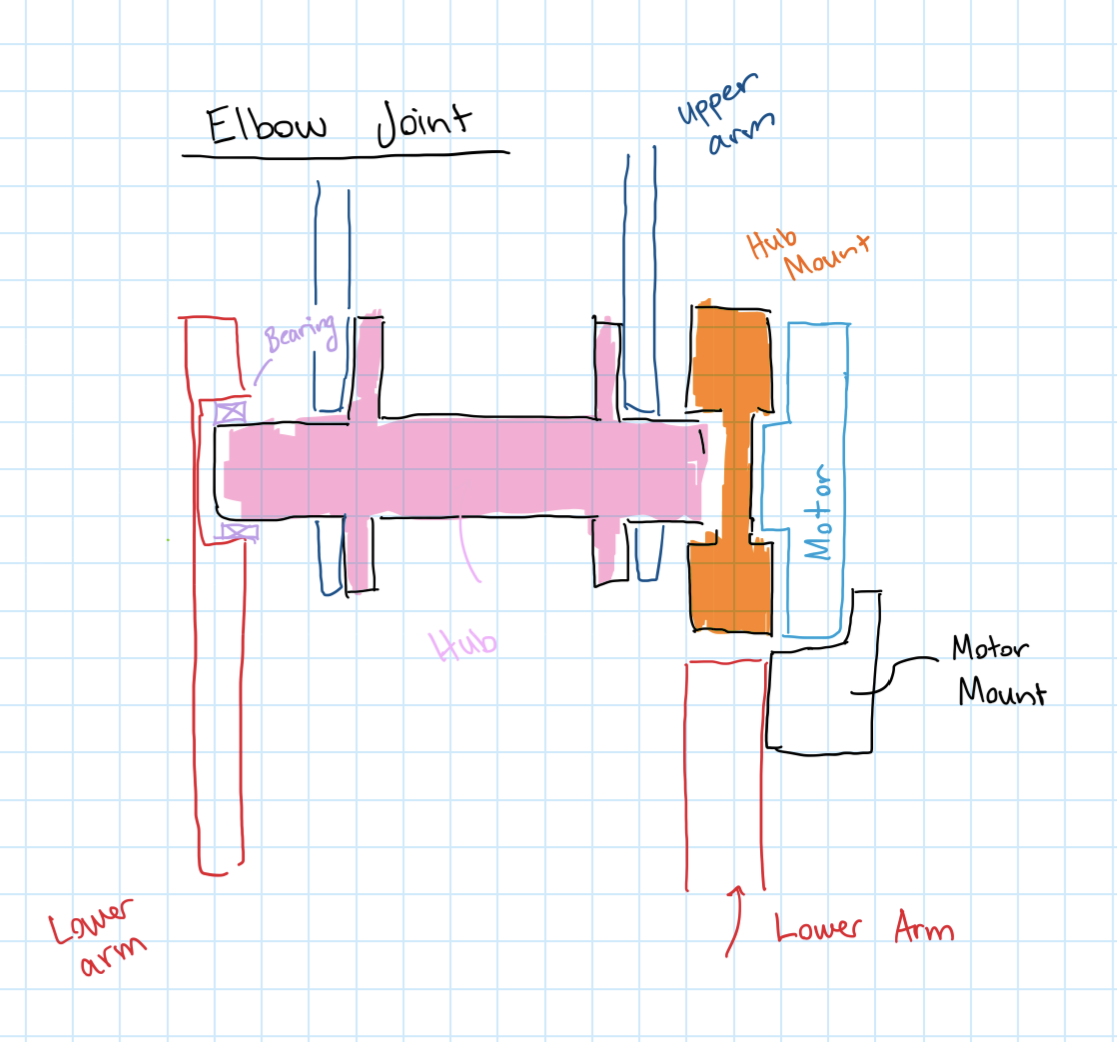 Elbow Joint
upper
arm
Hub
Mount
Bearing
Motor
Hub
Motor
Mount
Lower
arm
Lower Arm